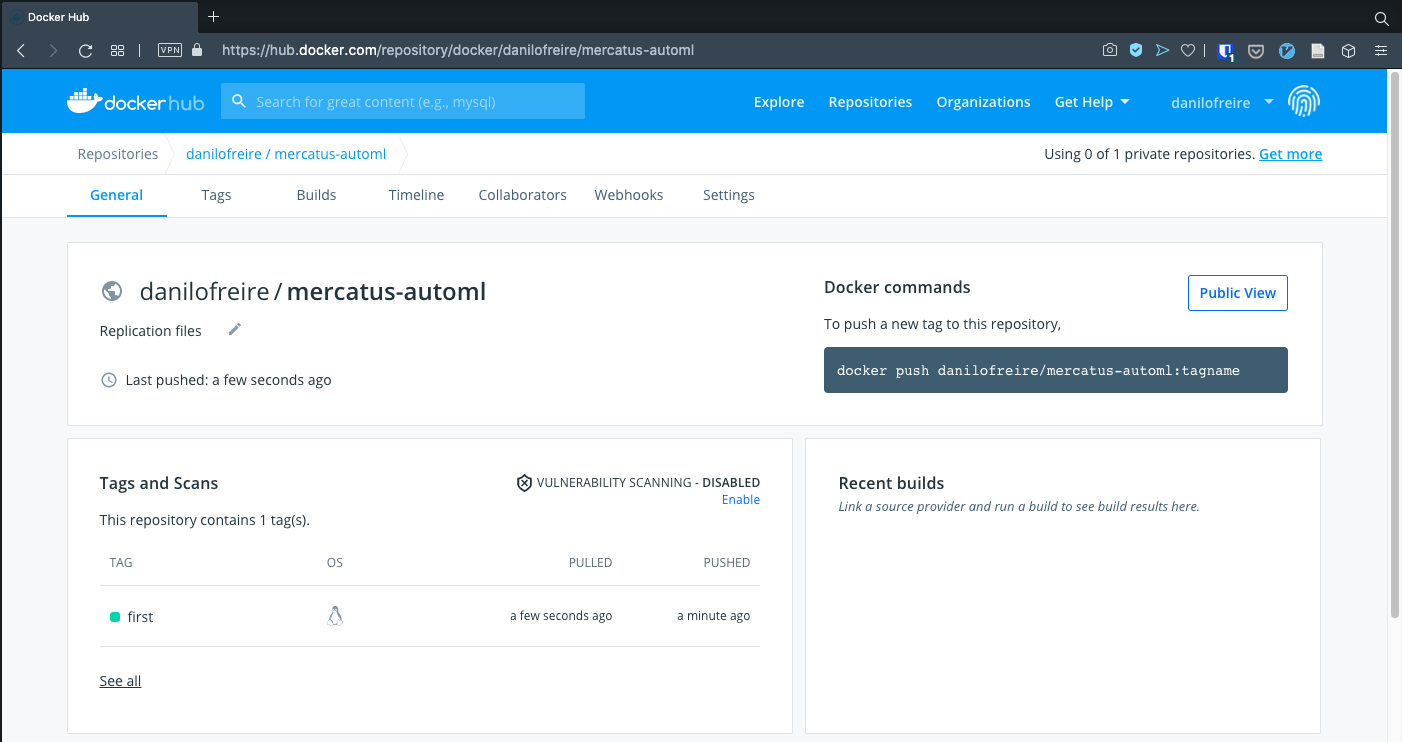 Docker Hub
VPN
https://hub.docker.com/repository/docker/danilofreire/mercatus-automl
1
docker hub
Search for great content (e.g., mysql)
Explore
Repositories
Organizations
Get Help
danilofreire
Repositories
danilofreire / mercatus-automl
Using 0 of 1 private repositories. Get more
General
Tags
Builds
Timeline
Collaborators
Webhooks
Settings
danilofreire / mercatus-automl
Replication files
Last pushed: a few seconds ago
Docker commands
Public View
To push a new tag to this repository,
docker push danilofreire/mercatus-automl:tagname
Tags and Scans
VULNERABILITY SCANNING - DISABLED
Enable
This repository contains 1 tag(s).
TAG OS PULLED PUSHED
first a few seconds ago a minute ago
See all
Recent builds
Link a source provider and run a build to see build results here.